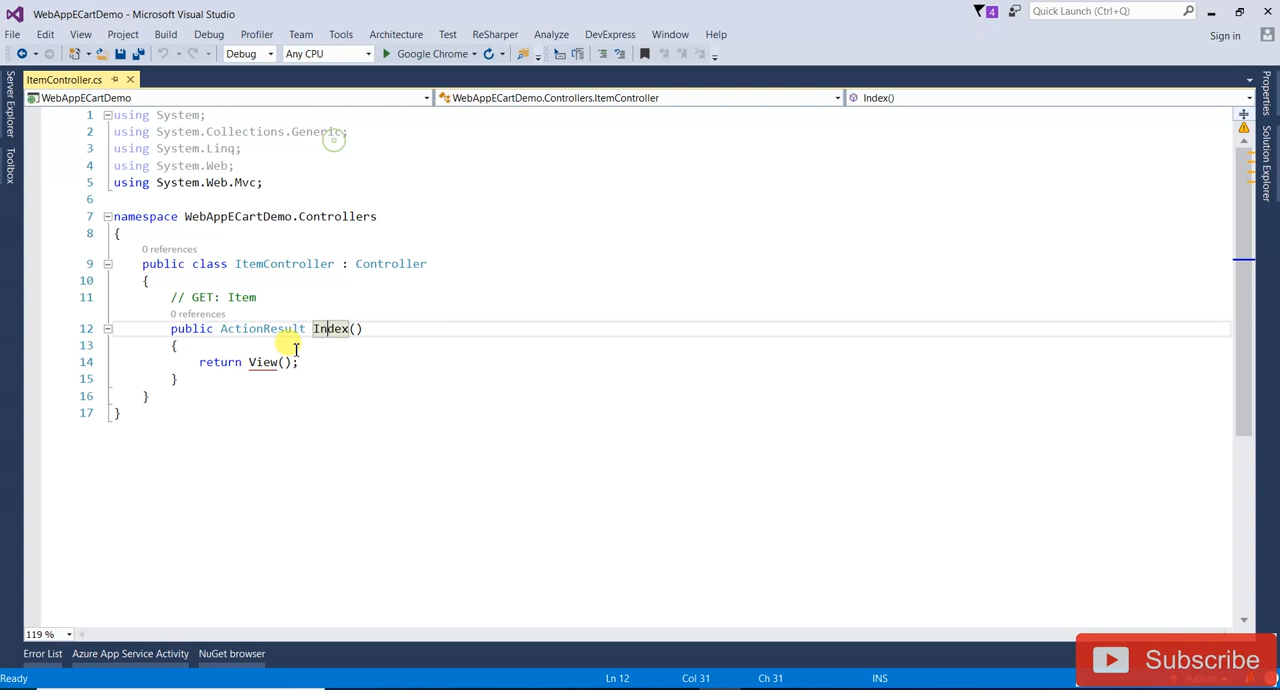 WebAppECartDemo - Microsoft Visual Studio
4
Quick Launch (Ctrl+Q)
File Edit View Project Build Debug Profiler Team Tools Architecture Test ReSharper Analyze DevExpress Window Help
Sign in
Debug Any CPU Google Chrome
Server Explorer
Toolbox
ItemController.cs
WebAppECartDemo WebAppECartDemo.Controllers.ItemController Index()
1 using System;
2 using System.Collections.Generic;
3 using System.Linq;
4 using System.Web;
5 using System.Web.Mvc;
6
7 namespace WebAppECartDemo.Controllers
8 {
0 references
9 public class ItemController : Controller
10 {
11 // GET: Item
0 references
12 public ActionResult Index()
13 {
14 return View();
15 }
16 }
17 }
Properties
Solution Explorer
119 %
Error List Azure App Service Activity NuGet browser
Subscribe
Ready Ln 12 Col 31 Ch 31 INS Publish